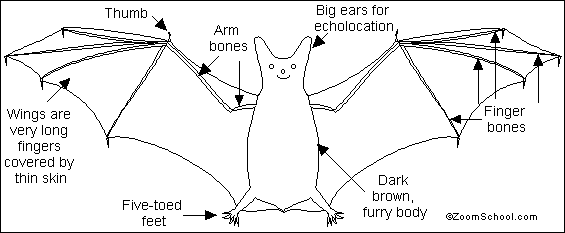 Thumb
Arm
bones
Big ears for
echolocation
Wings are
very long
fingers
covered by
thin skin
Finger
bones
Dark
brown,
furry body
Five-toed
feet
©ZoomSchool.com